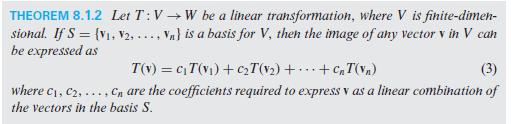 THEOREM 8.1.2 Let T : V → W be a linear transformation, where V is finite-dimen-
sional. If S = {v₁, v₂, . . . , vₙ} is a basis for V, then the image of any vector v in V can
be expressed as
T(v) = c₁T(v₁) + c₂T(v₂) + · · · + cₙT(vₙ) (3)
where c₁, c₂, . . . , cₙ are the coefficients required to express v as a linear combination of
the vectors in the basis S.